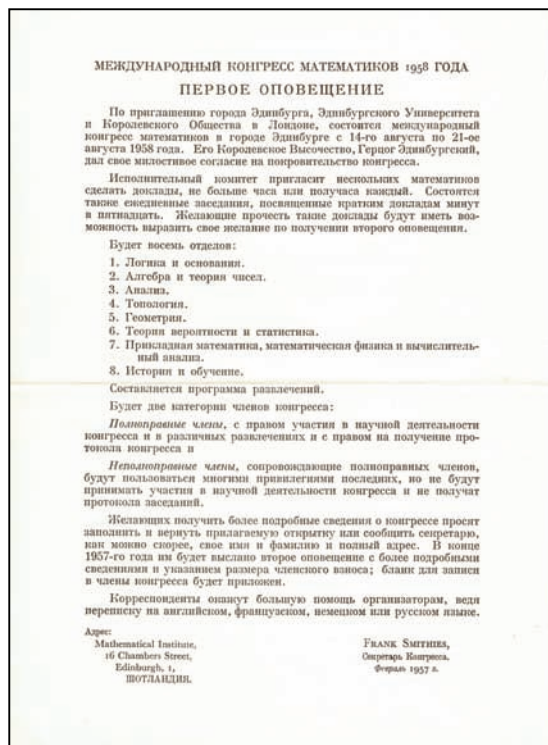 МЕЖДУНАРОДНЫЙ КОНГРЕСС МАТЕМАТИКОВ 1958 ГОДА
ПЕРВОЕ ОПОВЕЩЕНИЕ
По приглашению города Эдинбурга, Эдинбургского Университета
и Королевского Общества в Лондоне, состоится международный
конгресс математиков в городе Эдинбурге с 14-го августа по 21-ое
августа 1958 года. Его Королевское Высочество, Герцог Эдинбургский,
дал свое милостивое согласие на покровительство конгресса.
Исполнительный комитет пригласит нескольких математиков
сделать доклады, не больше часа или получаса каждый. Состоятся
также ежедневные заседания, посвященные кратким докладам минут
в пятнадцать. Желающие прочесть такие доклады будут иметь воз-
можность выразить свое желание по получении второго оповещения.
Будет восемь отделов:
1. Логика и основания.
2. Алгебра и теория чисел.
3. Анализ.
4. Топология.
5. Геометрия.
6. Теория вероятности и статистика.
7. Прикладная математика, математическая физика и вычислитель-
ный анализ.
8. История и обучение.
Составляется программа развлечений.
Будет две категории членов конгресса:
Полноправные члены, с правом участия в научной деятельности
конгресса и в различных развлечениях и с правом на получение про-
токола конгресса и
Неполноправные члены, сопровождающие полноправных членов,
будут пользоваться многими привилегиями последних, но не будут
принимать участия в научной деятельности конгресса и не получат
протокола заседаний.
Желающих получить более подробные сведения о конгрессе просят
заполнить и вернуть прилагаемую открытку или сообщить секретарю,
как можно скорее, свое имя и фамилию и полный адрес. В конце
1957-го года им будет выслано второе оповещение с более подробными
сведениями и указанием размера членского взноса; бланк для записи
в члены конгресса будет приложен.
Корреспонденты окажут большую помощь организаторам, ведя
переписку на английском, французском, немецком или русском языке.
Адрес:
Mathematical Institute,
16 Chambers Street,
Edinburgh, 1,
ШОТЛАНДИЯ.
FRANK SMITHIES,
Секретарь Конгресса.
Февраль 1957 г.